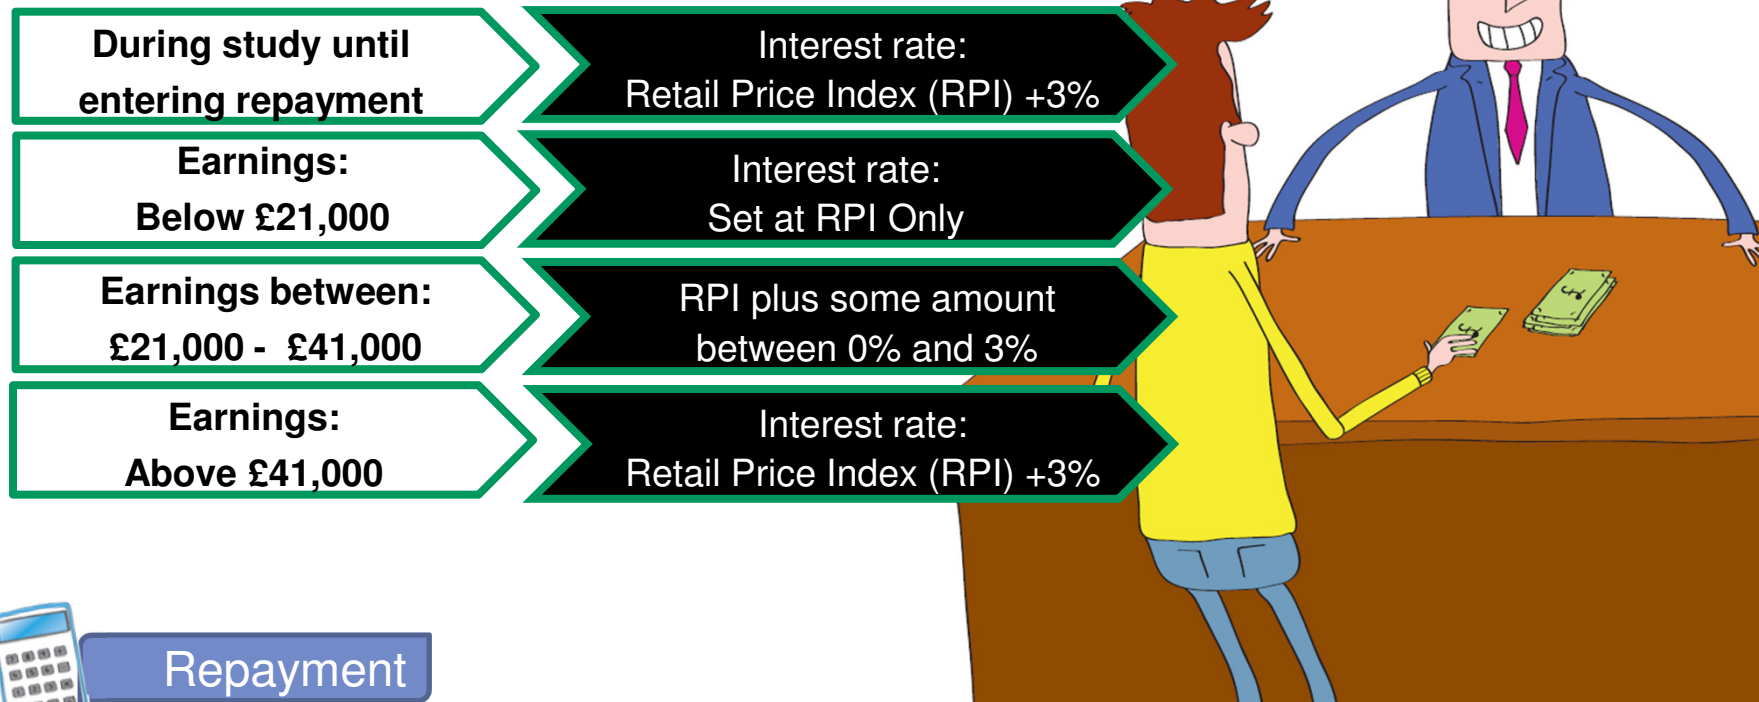 During study until
entering repayment
Interest rate:
Retail Price Index (RPI) +3%
Earnings:
Below £21,000
Interest rate:
Set at RPI Only
Earnings between:
£21,000 - £41,000
RPI plus some amount
between 0% and 3%
Earnings:
Above £41,000
Interest rate:
Retail Price Index (RPI) +3%
£
£
Repayment